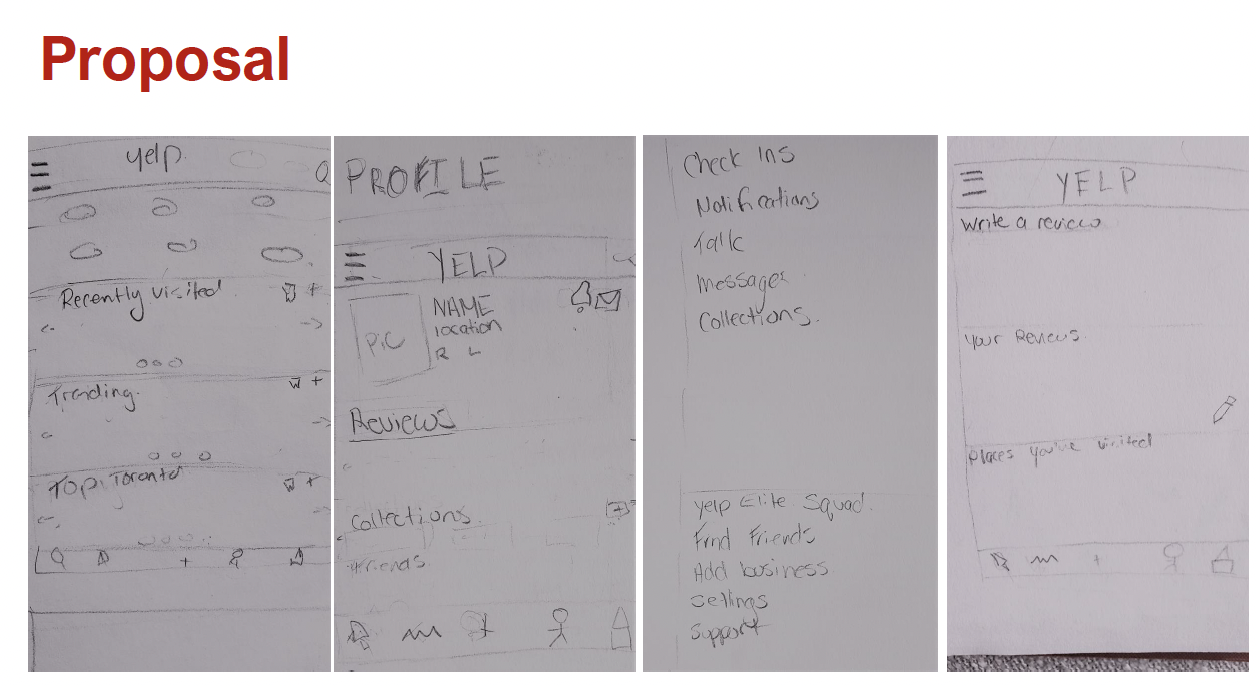 Proposal
yelp
Recently visited
Trending
Top Toronto
PROFILE
YELP
PIC
NAME
location
R L
Reviews
Collections
Friends
Check Ins
Notifications
Talk
Messages
Collections.
yelp Elite Squad.
Find Friends
Add business
Settings
Support
YELP
Write a review
Your Reviews
Places you've visited